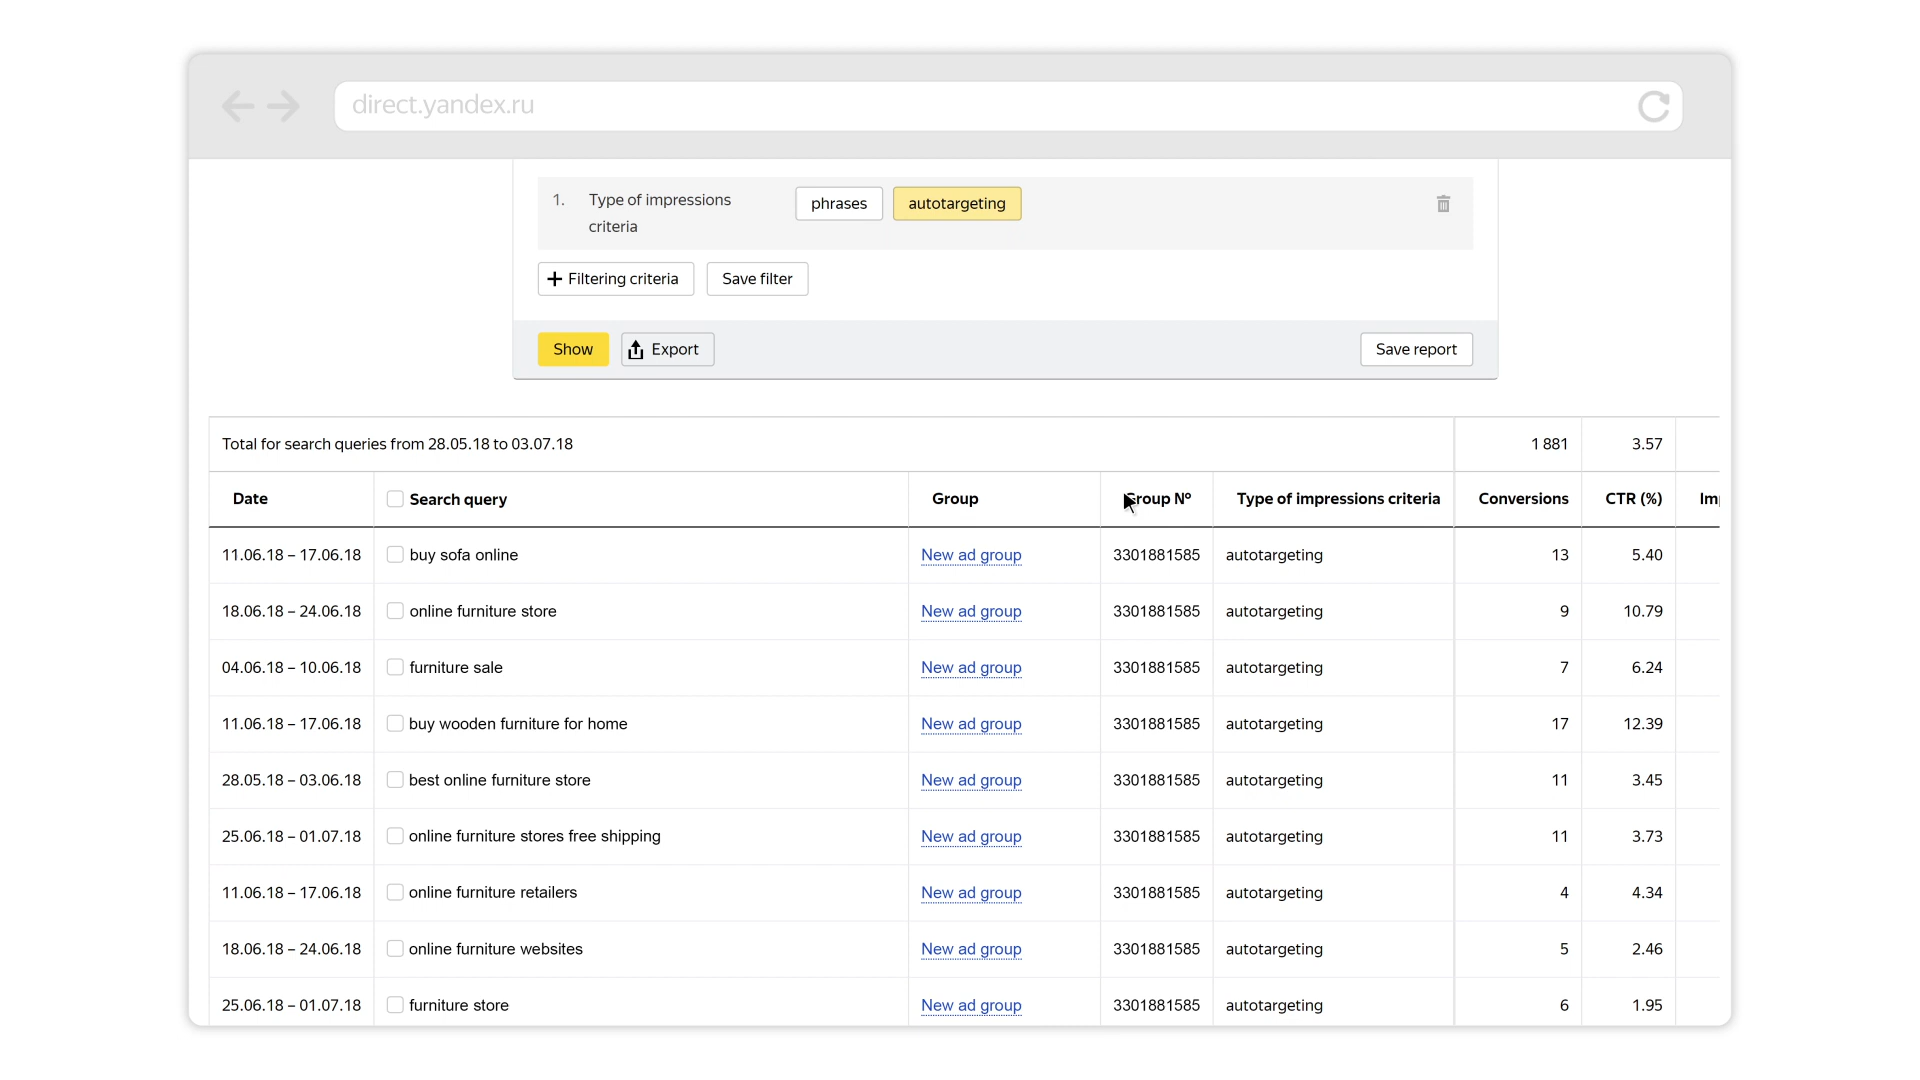 direct.yandex.ru
1. Type of impressions criteria phrases autotargeting
+ Filtering criteria Save filter
Show Export Save report
Total for search queries from 28.05.18 to 03.07.18 1 881 3.57
Date Search query Group Group Nº Type of impressions criteria Conversions CTR (%)
11.06.18 – 17.06.18 buy sofa online New ad group 3301881585 autotargeting 13 5.40
18.06.18 – 24.06.18 online furniture store New ad group 3301881585 autotargeting 9 10.79
04.06.18 – 10.06.18 furniture sale New ad group 3301881585 autotargeting 7 6.24
11.06.18 – 17.06.18 buy wooden furniture for home New ad group 3301881585 autotargeting 17 12.39
28.05.18 – 03.06.18 best online furniture store New ad group 3301881585 autotargeting 11 3.45
25.06.18 – 01.07.18 online furniture stores free shipping New ad group 3301881585 autotargeting 11 3.73
11.06.18 – 17.06.18 online furniture retailers New ad group 3301881585 autotargeting 4 4.34
18.06.18 – 24.06.18 online furniture websites New ad group 3301881585 autotargeting 5 2.46
25.06.18 – 01.07.18 furniture store New ad group 3301881585 autotargeting 6 1.95